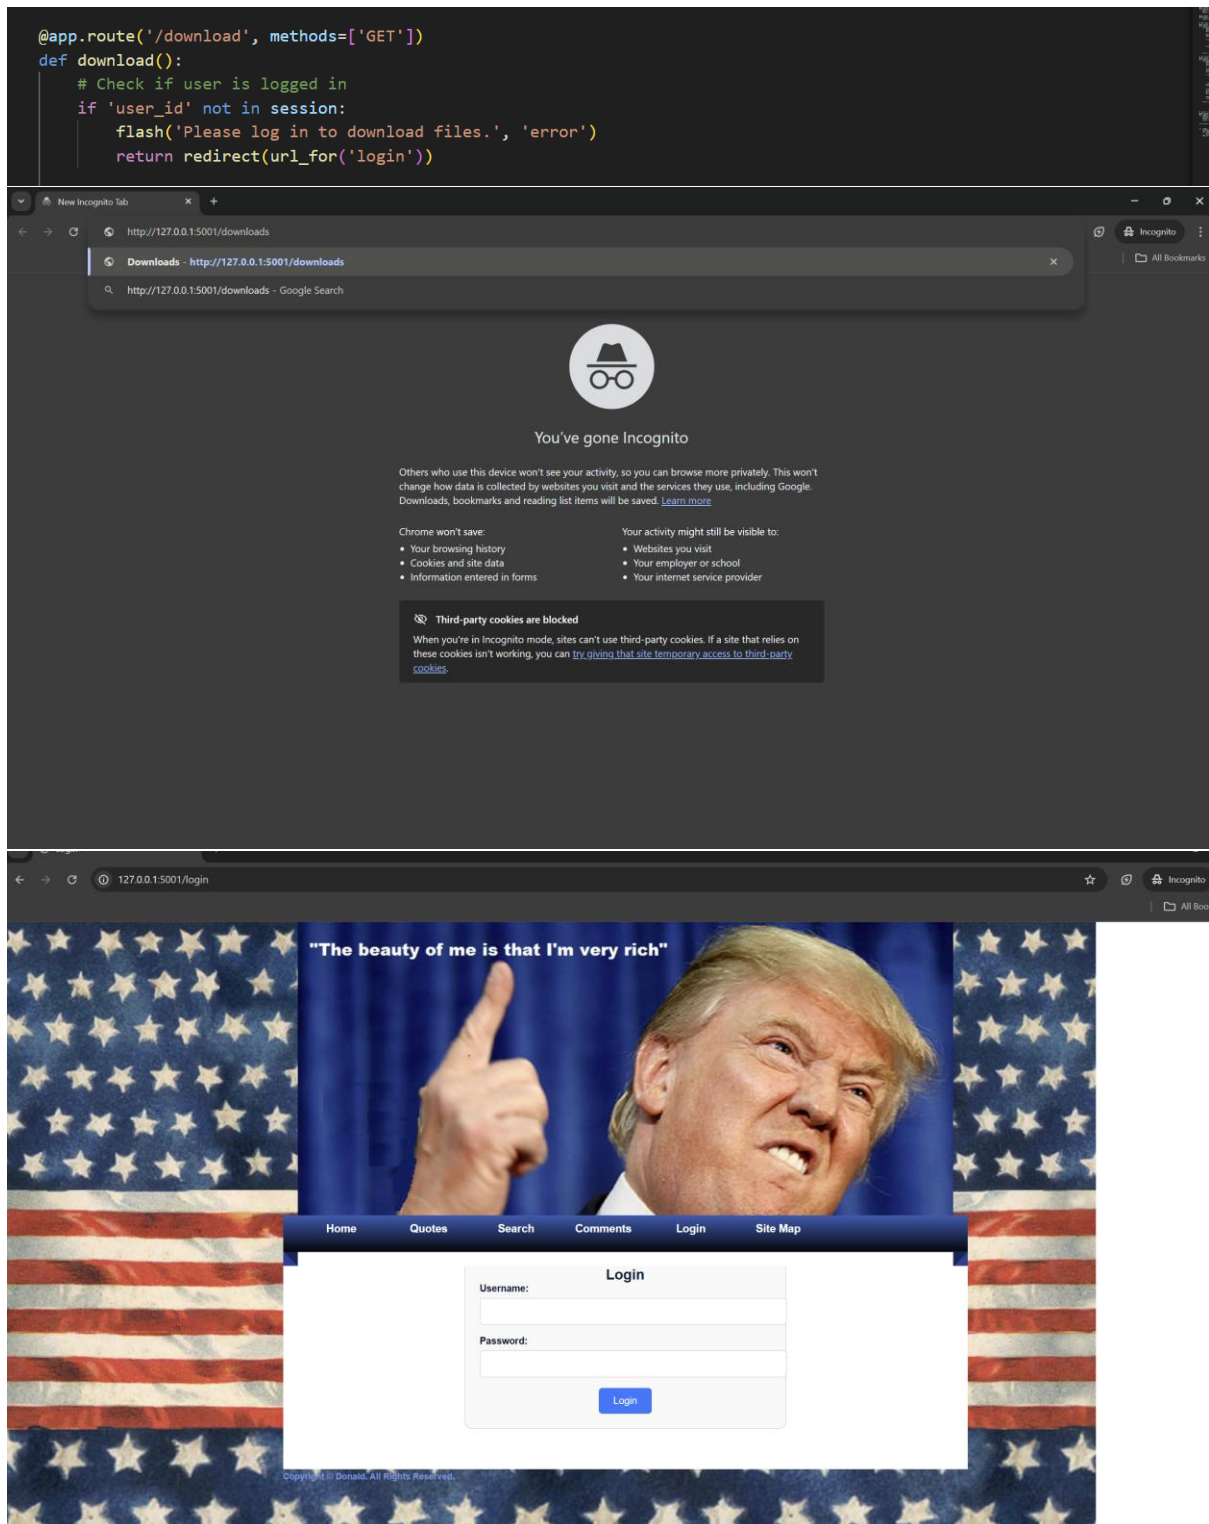 @app.route('/download', methods=['GET'])
def download():
# Check if user is logged in
if 'user_id' not in session:
flash('Please log in to download files.', 'error')
return redirect(url_for('login'))
New Incognito Tab
http://127.0.0.1:5001/downloads
Incognito
Downloads - http://127.0.0.1:5001/downloads
All Bookmarks
http://127.0.0.1:5001/downloads - Google Search
You've gone Incognito
Others who use this device won't see your activity, so you can browse more privately. This won't
change how data is collected by websites you visit and the services they use, including Google.
Downloads, bookmarks and reading list items will be saved. Learn more
Chrome won't save:
• Your browsing history
• Cookies and site data
• Information entered in forms
Your activity might still be visible to:
• Websites you visit
• Your employer or school
• Your internet service provider
Third-party cookies are blocked
When you're in Incognito mode, sites can't use third-party cookies. If a site that relies on
these cookies isn't working, you can try giving that site temporary access to third-party
cookies.
127.0.0.1:5001/login
Incognito
All Boo
"The beauty of me is that I'm very rich"
Home Quotes Search Comments Login Site Map
Login
Username:
Password:
Login
Copyright © Donald. All Rights Reserved.